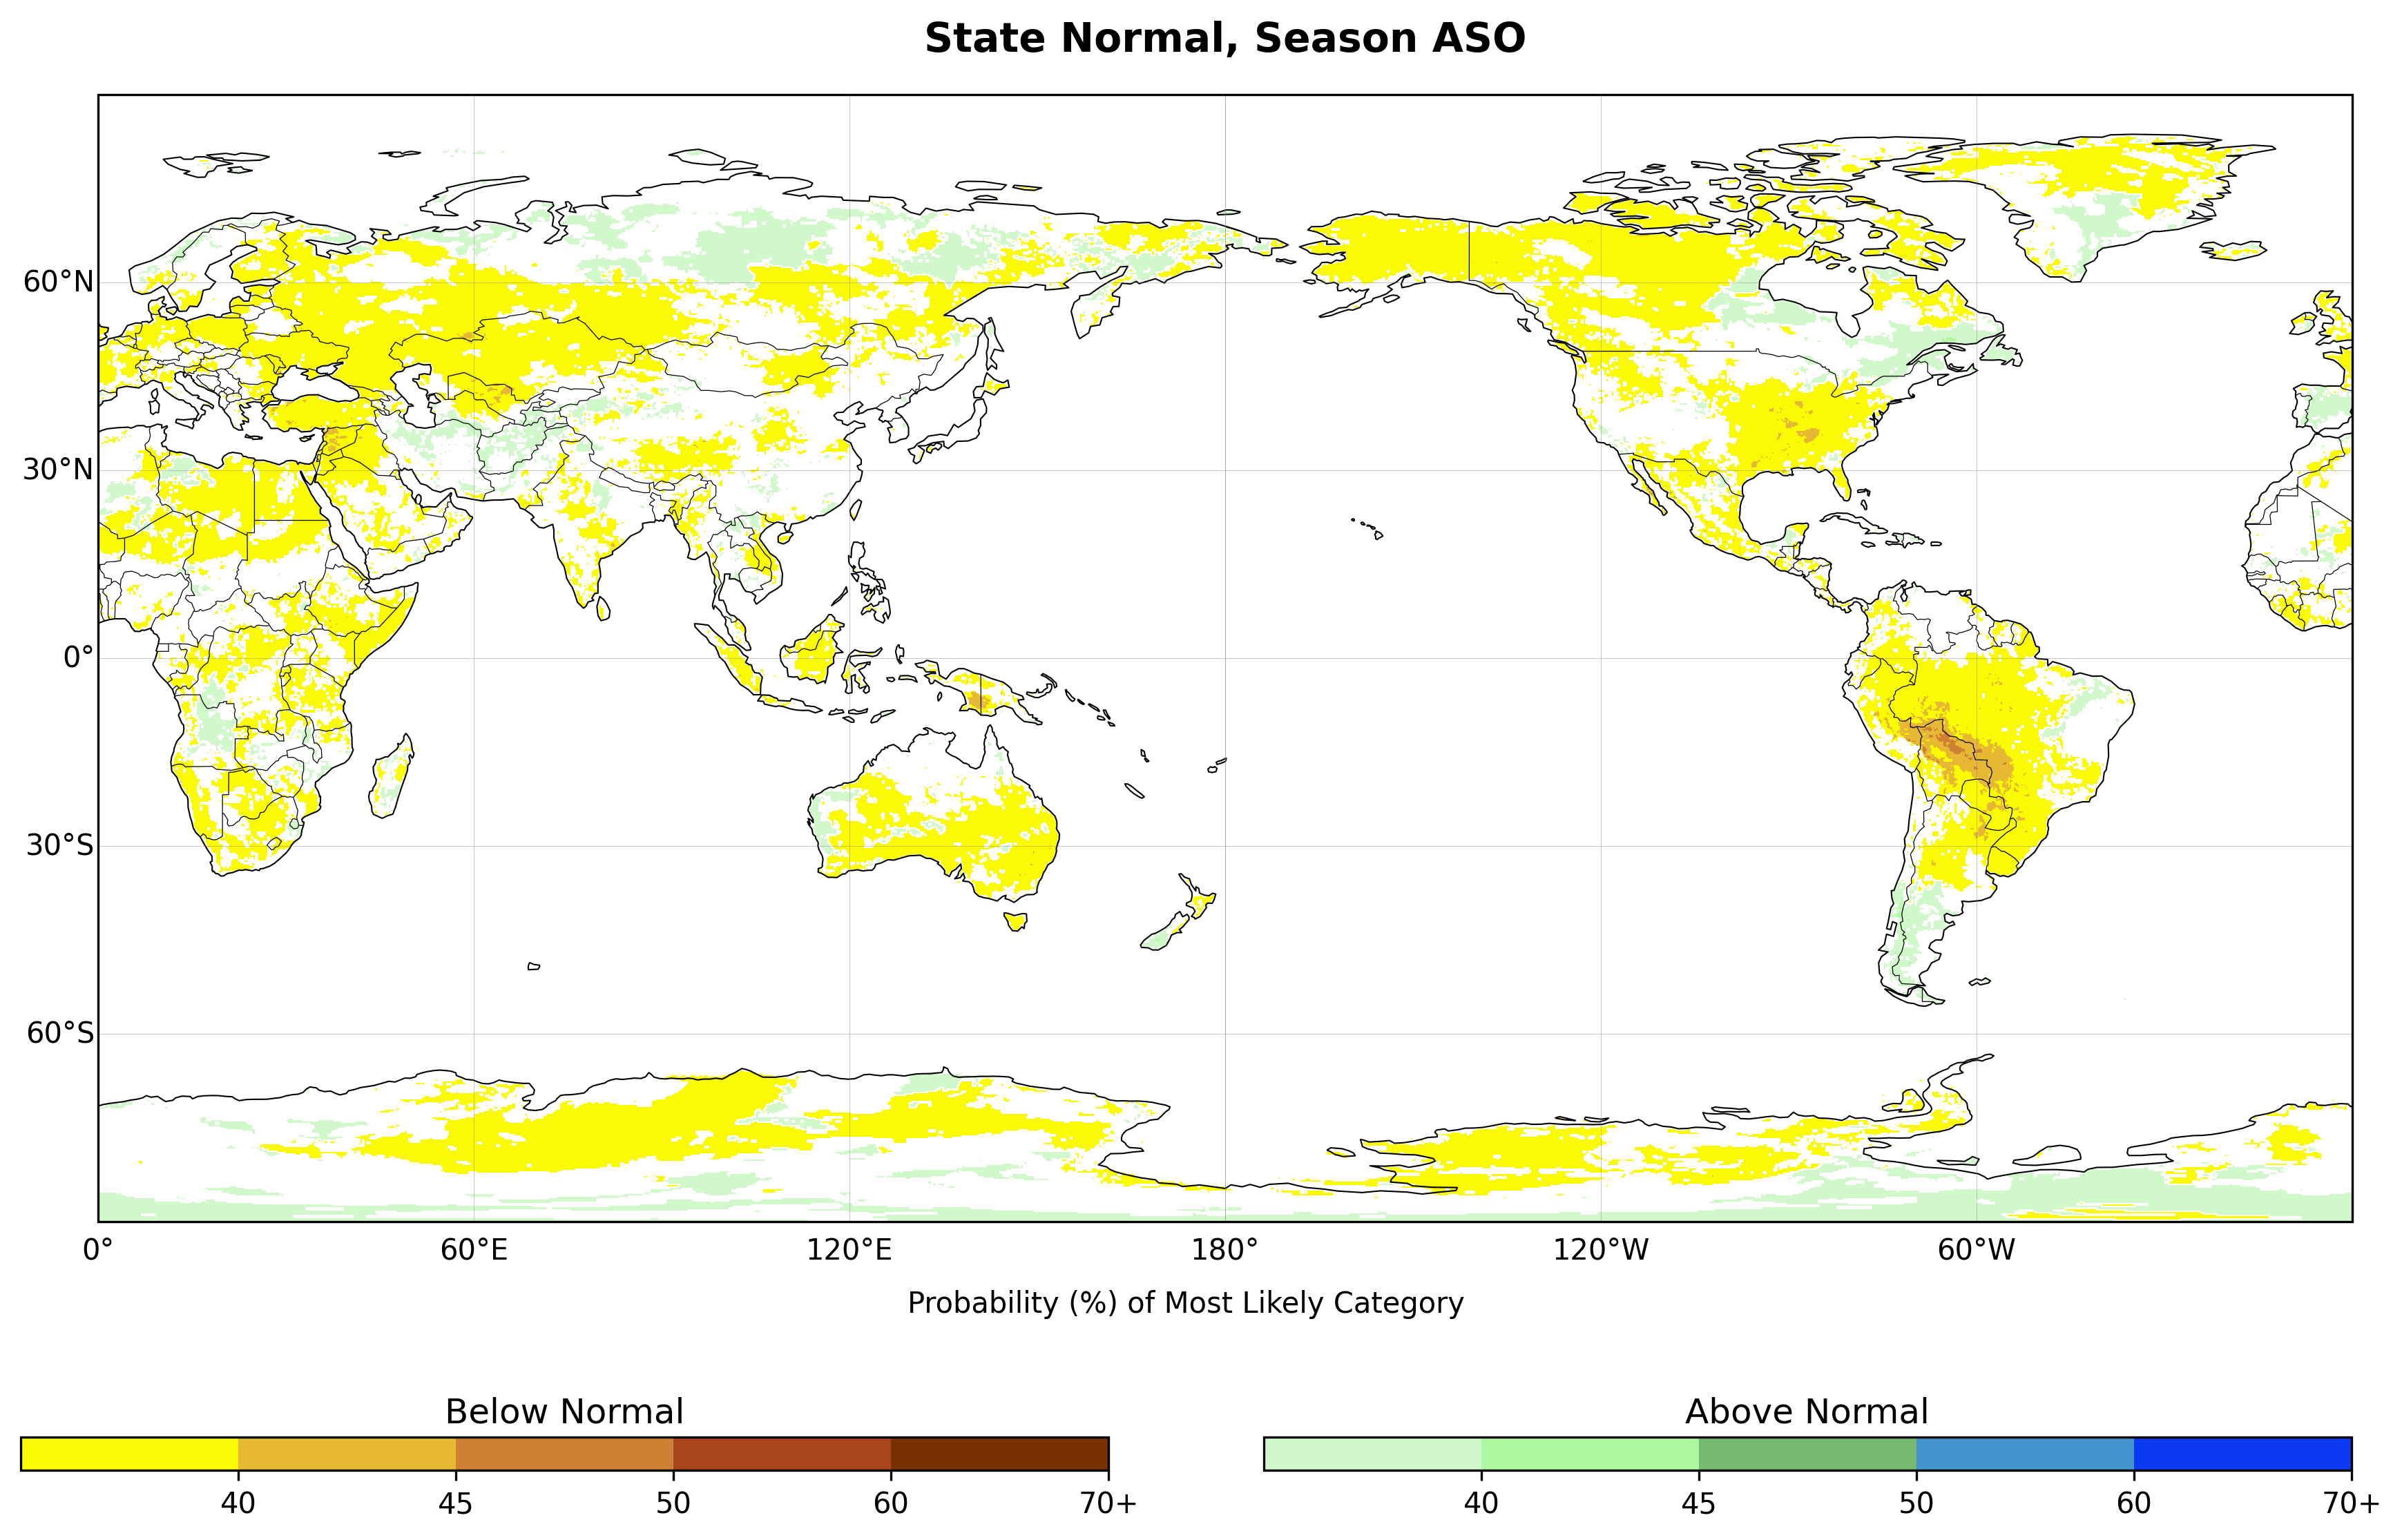 State Normal, Season ASO
60°N
30°N
0°
30°S
60°S
0° 60°E 120°E 180° 120°W 60°W
Probability (%) of Most Likely Category
Below Normal Above Normal
40 45 50 60 70+ 40 45 50 60 70+